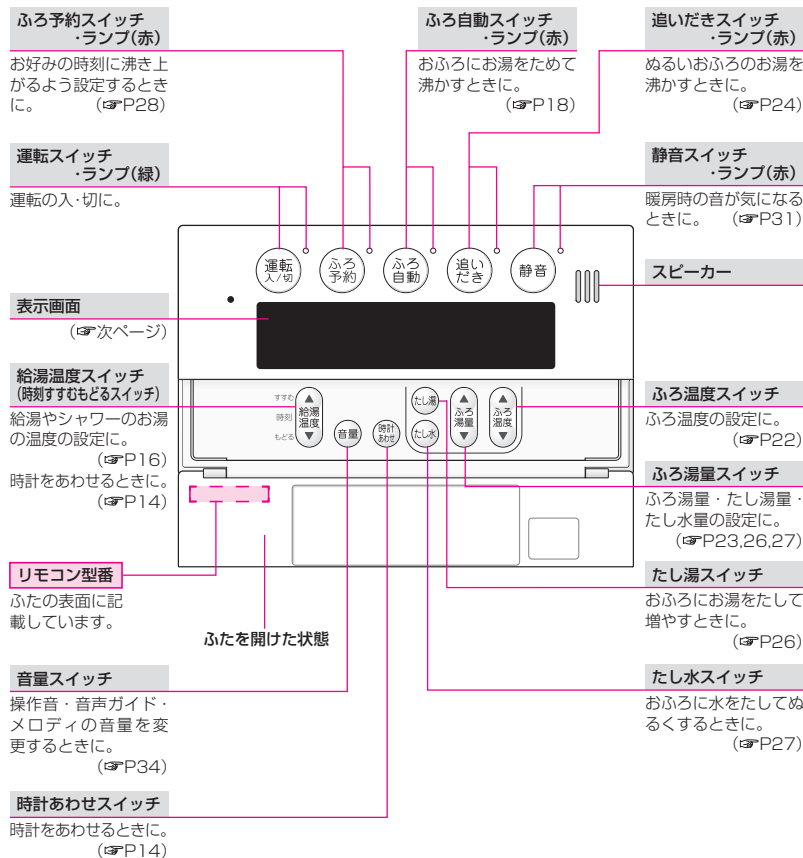 ふろ予約スイッチ
・ランプ(赤)
お好みの時刻に沸き上
がるよう設定するとき
に。 (☞P28)
ふろ自動スイッチ
・ランプ(赤)
おふろにお湯をためて
沸かすときに。
(☞P18)
追いだきスイッチ
・ランプ(赤)
ぬるいおふろのお湯を
沸かすときに。
(☞P24)
運転スイッチ
・ランプ(緑)
運転の入・切に。
静音スイッチ
・ランプ(赤)
暖房時の音が気になる
ときに。 (☞P31)
スピーカー
運転
入/切
ふろ
予約
ふろ
自動
追い
だき
静音
表示画面
(☞次ページ)
給湯温度スイッチ
(時刻すすむもどるスイッチ)
給湯やシャワーのお湯
の温度の設定に。
(☞P16)
時計をあわせるときに。
(☞P14)
すすむ
時刻
もどる
▲
給湯
温度
▼
音量
時計
あわせ
たし湯
たし水
▲
ふろ
湯量
▼
▲
ふろ
温度
▼
ふろ温度スイッチ
ふろ温度の設定に。
(☞P22)
ふろ湯量スイッチ
ふろ湯量・たし湯量・
たし水量の設定に。
(☞P23,26,27)
リモコン型番
ふたの表面に記
載しています。
ふたを開けた状態
たし湯スイッチ
おふろにお湯をたして
増やすときに。
(☞P26)
音量スイッチ
操作音・音声ガイド・
メロディの音量を変
更するときに。
(☞P34)
たし水スイッチ
おふろに水をたしてぬ
るくするときに。
(☞P27)
時計あわせスイッチ
時計をあわせるときに。
(☞P14)